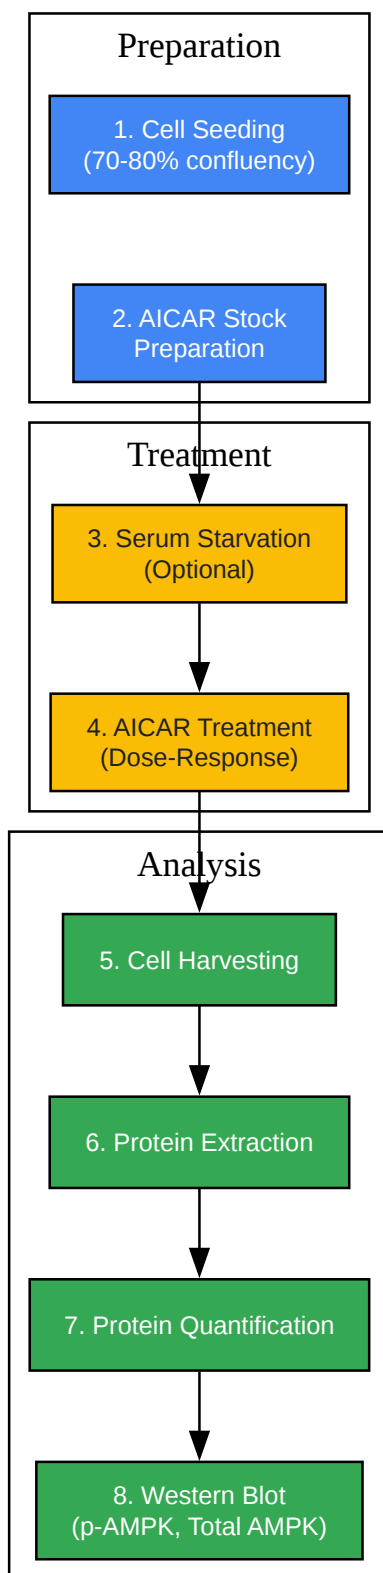 Preparation
1. Cell Seeding
(70-80% confluency)
2. AICAR Stock
Preparation
Treatment
3. Serum Starvation
(Optional)
4. AICAR Treatment
(Dose-Response)
Analysis
5. Cell Harvesting
6. Protein Extraction
7. Protein Quantification
8. Western Blot
(p-AMPK, Total AMPK)